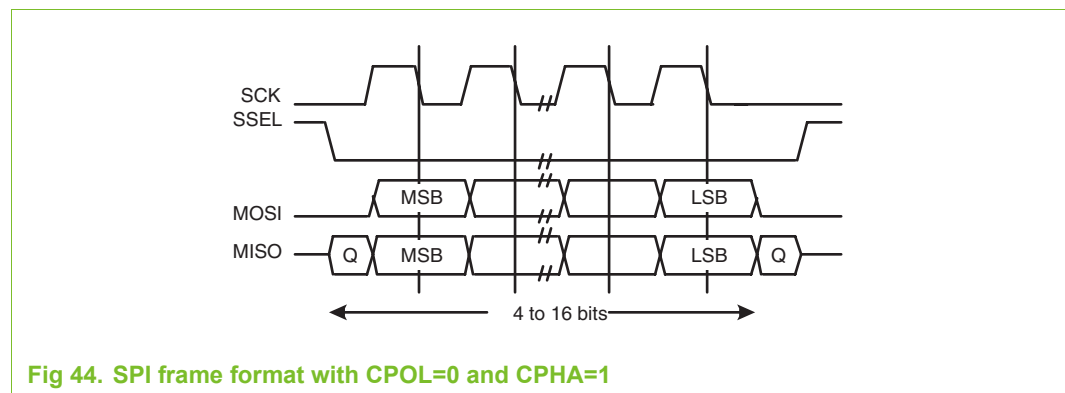 SCK
SSEL
MSB LSB
MOSI
MISO Q MSB LSB Q
4 to 16 bits
Fig 44. SPI frame format with CPOL=0 and CPHA=1